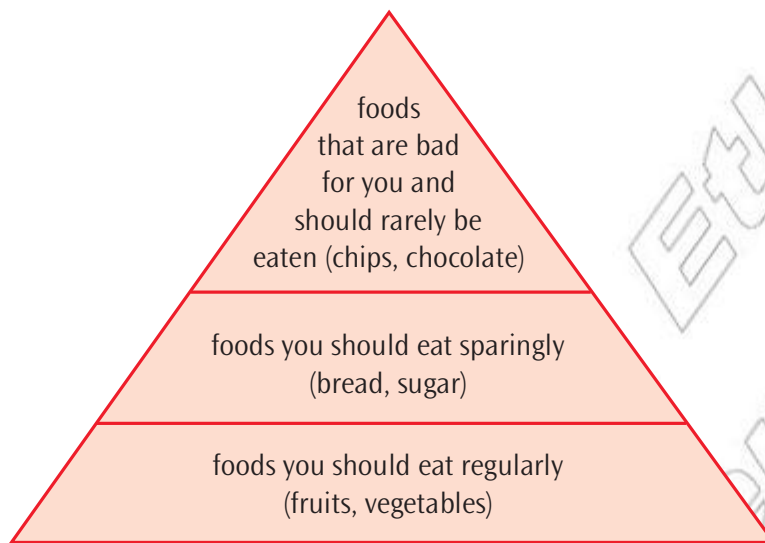 foods
that are bad
for you and
should rarely be
eaten (chips, chocolate)
foods you should eat sparingly
(bread, sugar)
foods you should eat regularly
(fruits, vegetables)